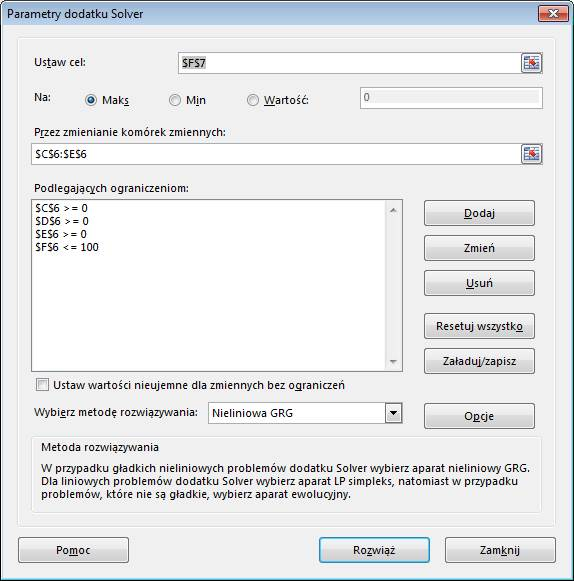 Parametry dodatku Solver
Ustaw cel: $F$7
Na: Maks Min Wartość: 0
Przez zmienianie komórek zmiennych:
$C$6:$E$6
Podlegających ograniczeniom:
$C$6 >= 0
$D$6 >= 0
$E$6 >= 0
$F$6 <= 100
Dodaj
Zmień
Usuń
Resetuj wszystko
Załaduj/zapisz
Ustaw wartości nieujemne dla zmiennych bez ograniczeń
Wybierz metodę rozwiązywania: Nieliniowa GRG
Opcje
Metoda rozwiązywania
W przypadku gładkich nieliniowych problemów dodatku Solver wybierz aparat nieliniowy GRG.
Dla liniowych problemów dodatku Solver wybierz aparat LP simpleks, natomiast w przypadku
problemów, które nie są gładkie, wybierz aparat ewolucyjny.
Pomoc Rozwiąż Zamknij